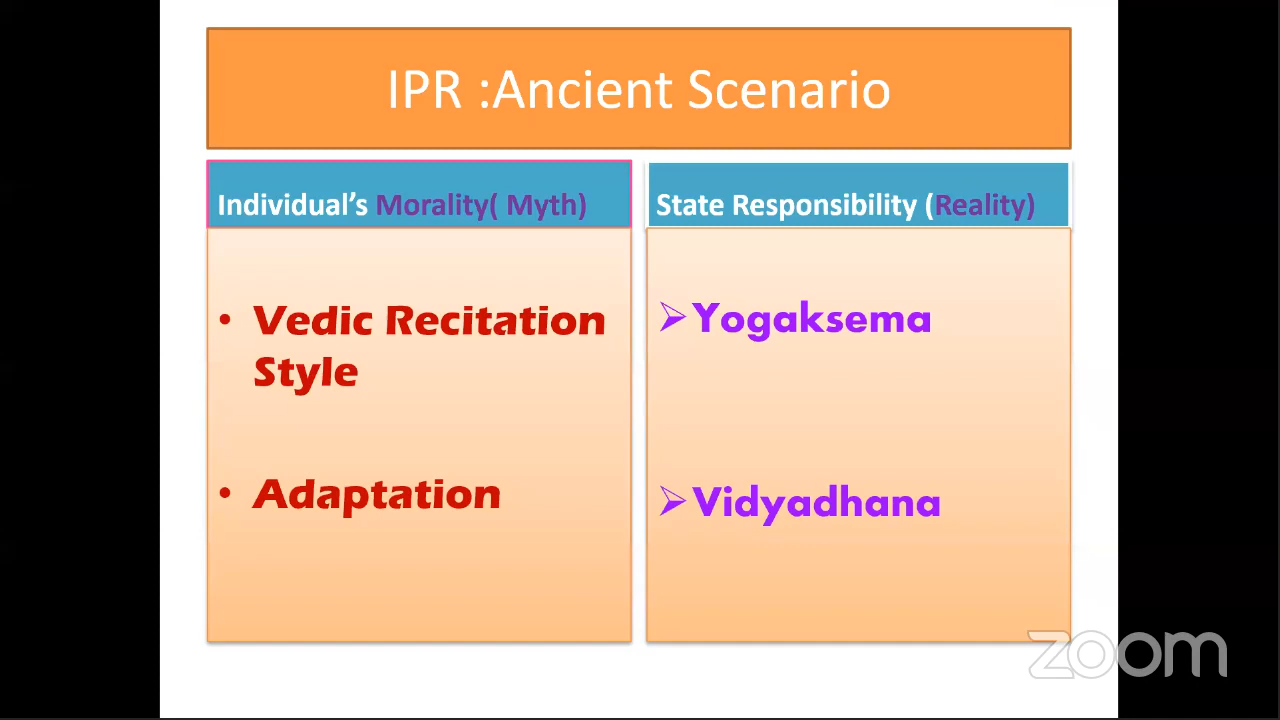 IPR :Ancient Scenario
Individual's Morality( Myth)
• Vedic Recitation
Style
• Adaptation
State Responsibility (Reality)
➢Yogaksema
➢Vidyadhana
zoom